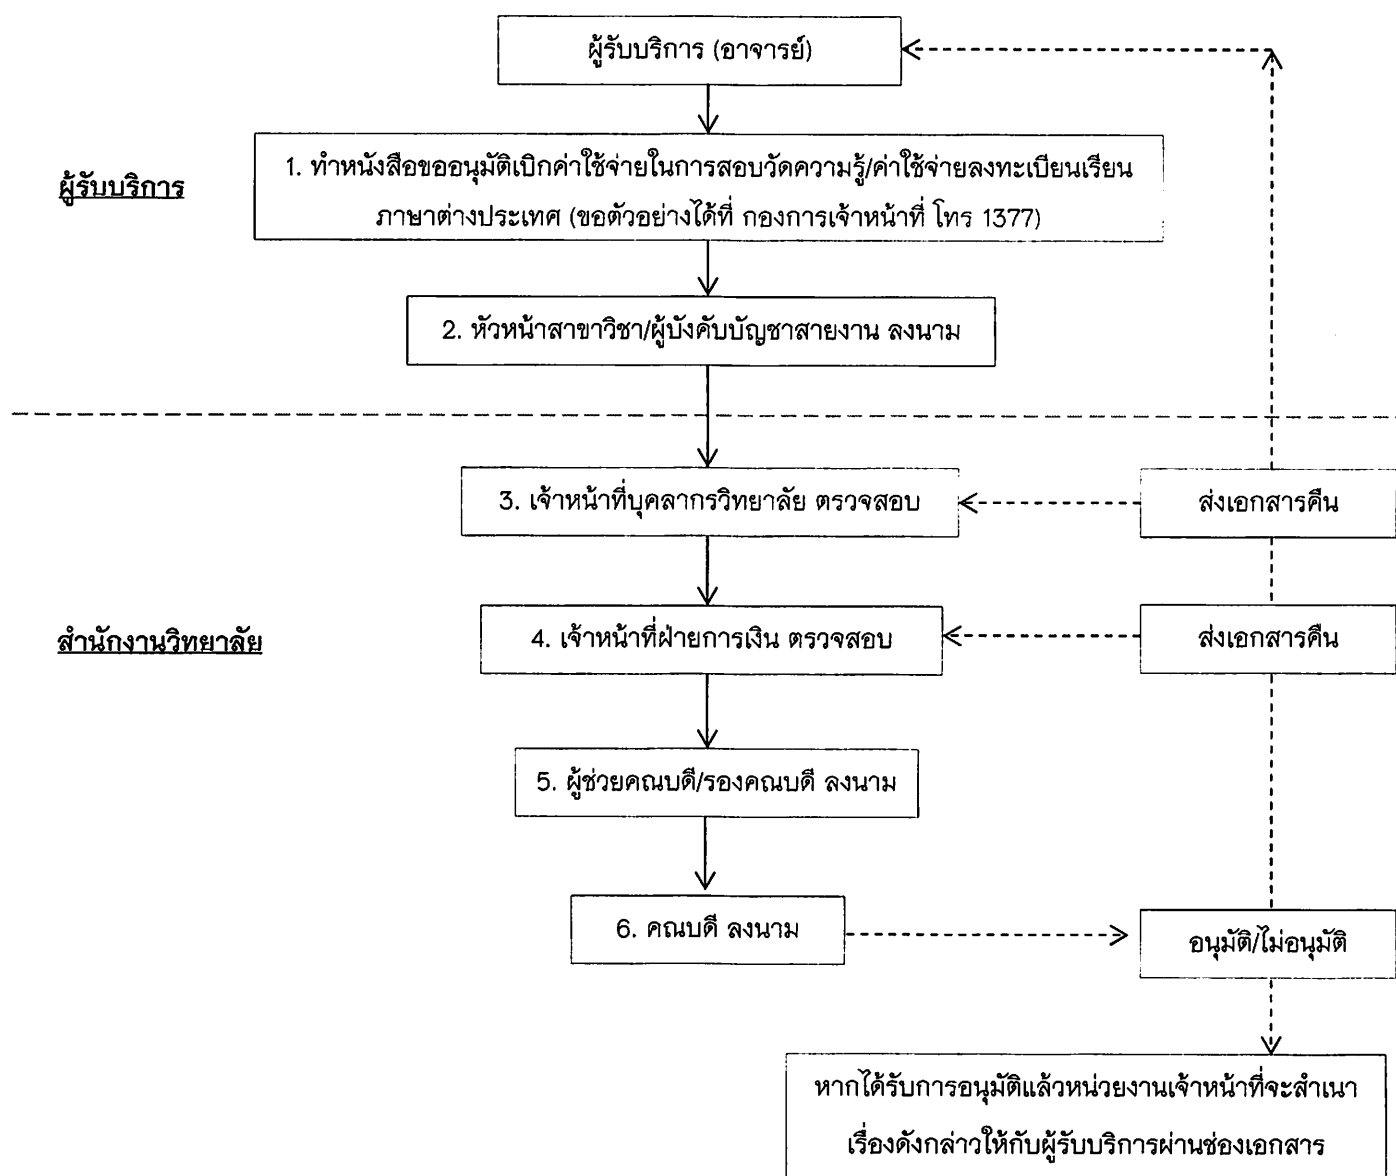 ผู้รับบริการ (อาจารย์)
ผู้รับบริการ
1. ทำหนังสือขออนุมัติเบิกค่าใช้จ่ายในการสอบวัดความรู้/ค่าใช้จ่ายลงทะเบียนเรียน
ภาษาต่างประเทศ (ขอตัวอย่างได้ที่ กองการเจ้าหน้าที่ โทร 1377)
2. หัวหน้าสาขาวิชา/ผู้บังคับบัญชาสายงาน ลงนาม
3. เจ้าหน้าที่บุคลากรวิทยาลัย ตรวจสอบ
ส่งเอกสารคืน
สำนักงานวิทยาลัย
4. เจ้าหน้าที่ฝ่ายการเงิน ตรวจสอบ
ส่งเอกสารคืน
5. ผู้ช่วยคณบดี/รองคณบดี ลงนาม
6. คณบดี ลงนาม
อนุมัติ/ไม่อนุมัติ
หากได้รับการอนุมัติแล้วหน่วยงานเจ้าหน้าที่จะสำเนา
เรื่องดังกล่าวให้กับผู้รับบริการผ่านช่องเอกสาร